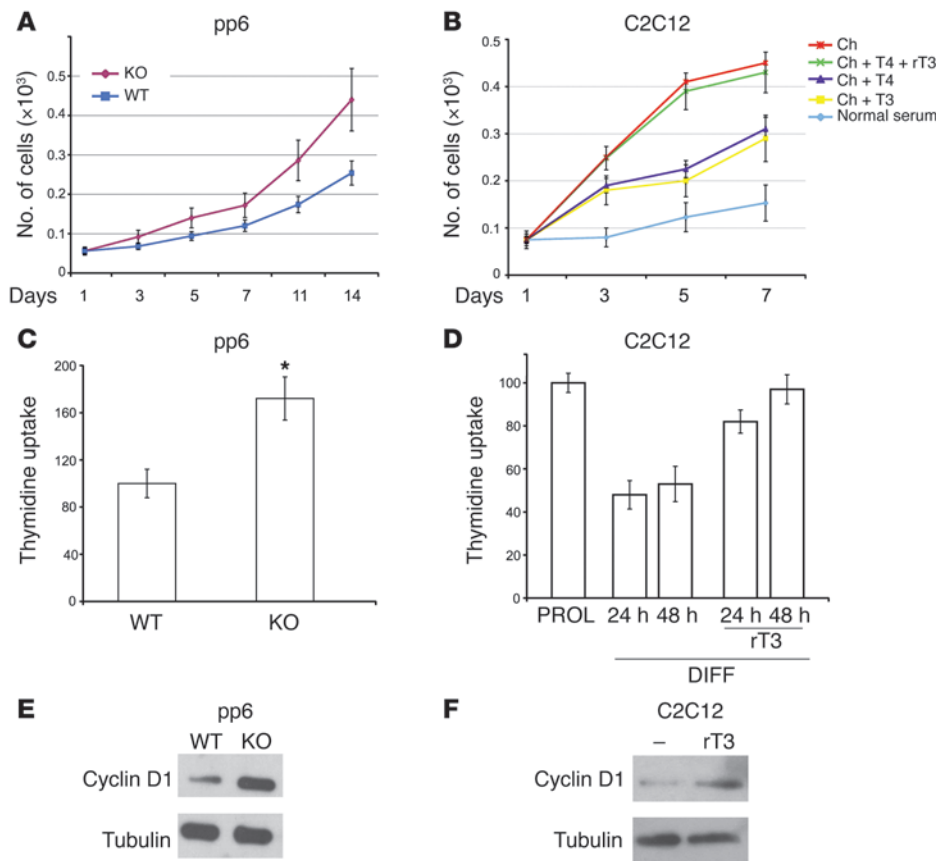 A
pp6
No. of cells (×10³)
0.5
0.4
0.3
0.2
0.1
0
KO
WT
Days 1 3 5 7 11 14
B
C2C12
No. of cells (×10³)
0.5
0.4
0.3
0.2
0.1
0
Days 1 3 5 7
Ch
Ch + T4 + rT3
Ch + T4
Ch + T3
Normal serum
C
pp6
Thymidine uptake
200
160
120
80
40
0
*
WT KO
D
C2C12
Thymidine uptake
100
80
60
40
20
0
PROL 24 h 48 h 24 h 48 h
rT3
DIFF
E
pp6
WT KO
Cyclin D1
Tubulin
F
C2C12
– rT3
Cyclin D1
Tubulin